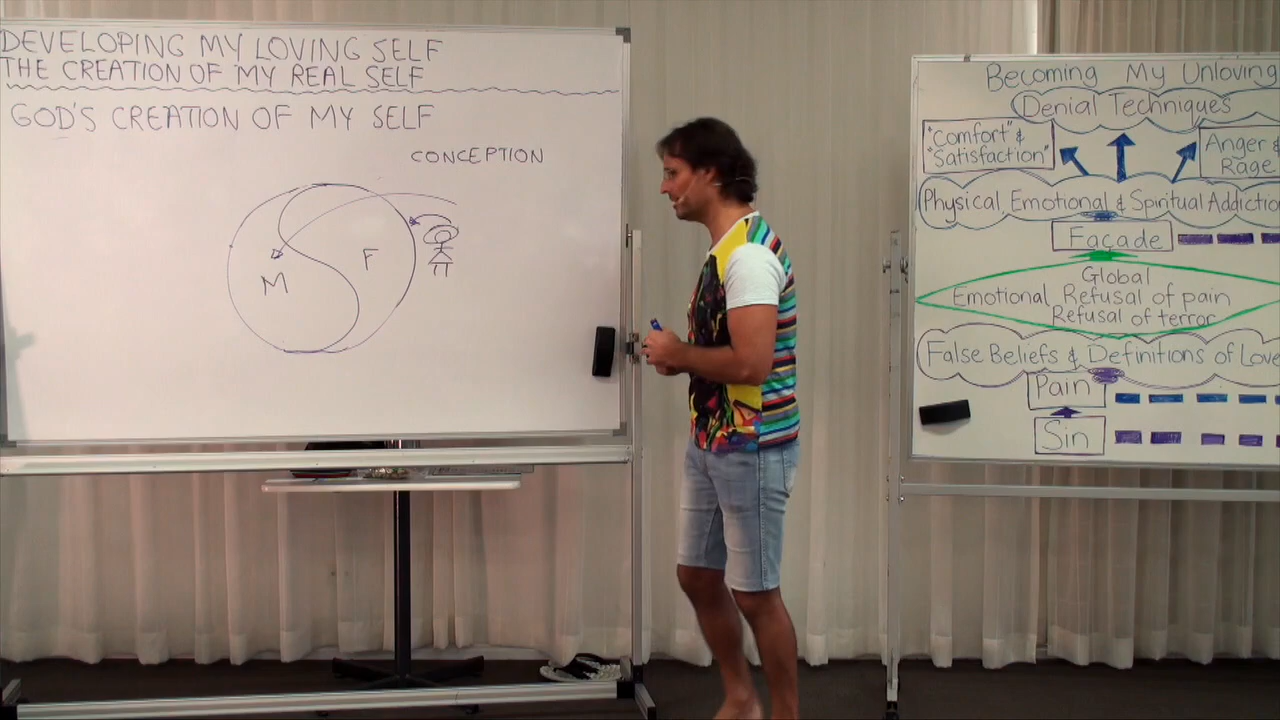 DEVELOPING MY LOVING SELF
THE CREATION OF MY REAL SELF
GOD'S CREATION OF MY SELF
CONCEPTION
M
F
Becoming My Unloving
Denial Techniques
"Comfort" &
"Satisfaction"
Anger &
Rage
Physical Emotional & Spiritual Addictio
Façade
Global
Emotional Refusal of pain
Refusal of terror
False Beliefs & Definitions of Love
Pain
Sin